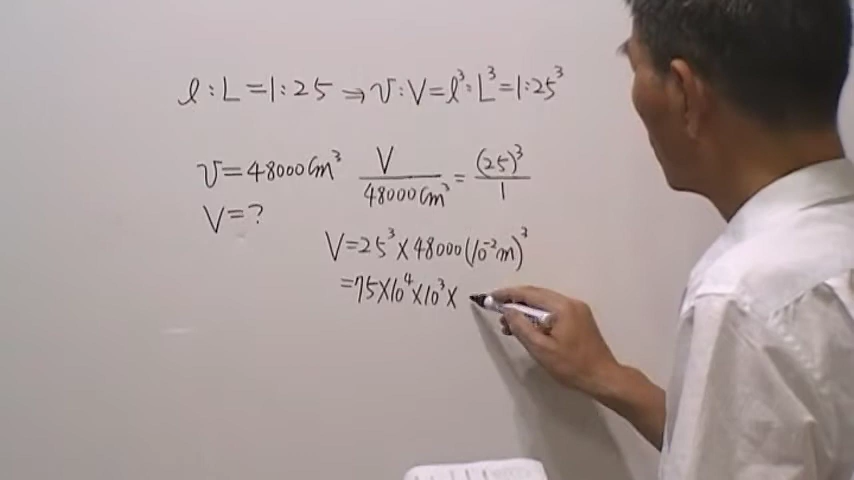 l : L = 1 : 25 ⇒ v : V = l³ : L³ = 1 : 25³
v = 48000 cm³ V / 48000 cm³ = (25)³ / 1
V = ?
V = 25³ × 48000 (10⁻² m)³
= 75 × 10⁴ × 10³ ×